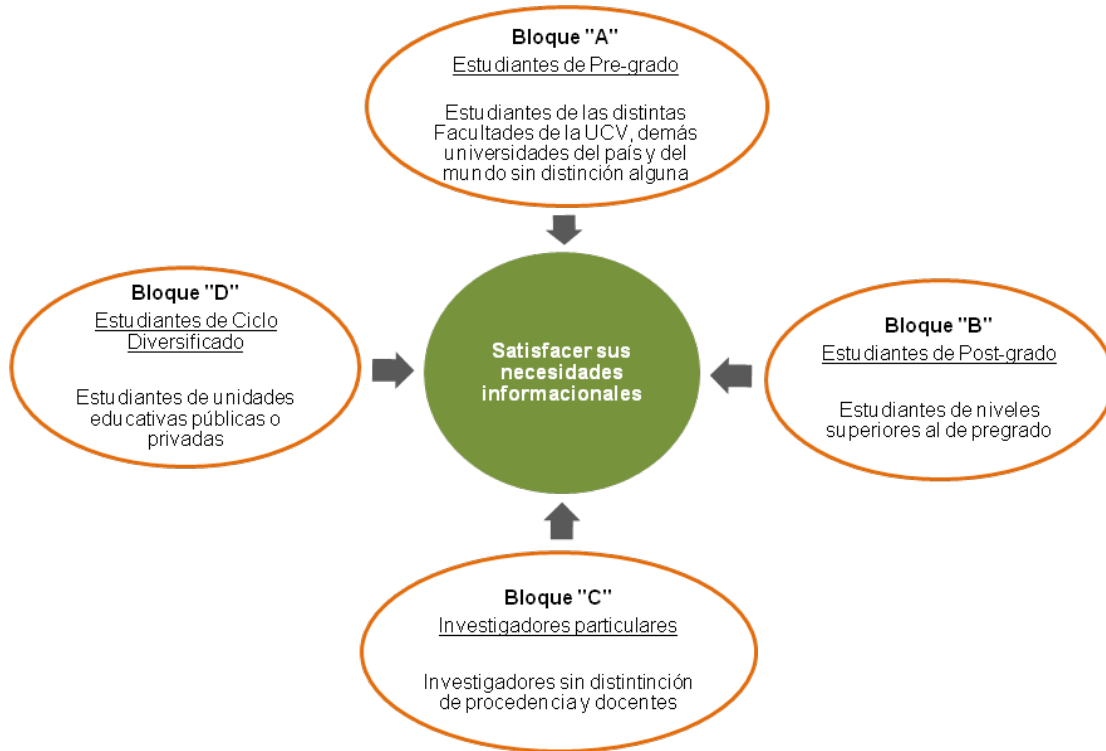 Bloque "A"
Estudiantes de Pre-grado
Estudiantes de las distintas
Facultades de la UCV, demás
universidades del país y del
mundo sin distinción alguna
Bloque "D"
Estudiantes de Ciclo
Diversificado
Estudiantes de unidades
educativas públicas o
privadas
Satisfacer sus
necesidades
informacionales
Bloque "B"
Estudiantes de Post-grado
Estudiantes de niveles
superiores al de pregrado
Bloque "C"
Investigadores particulares
Investigadores sin distintinción
de procedencia y docentes